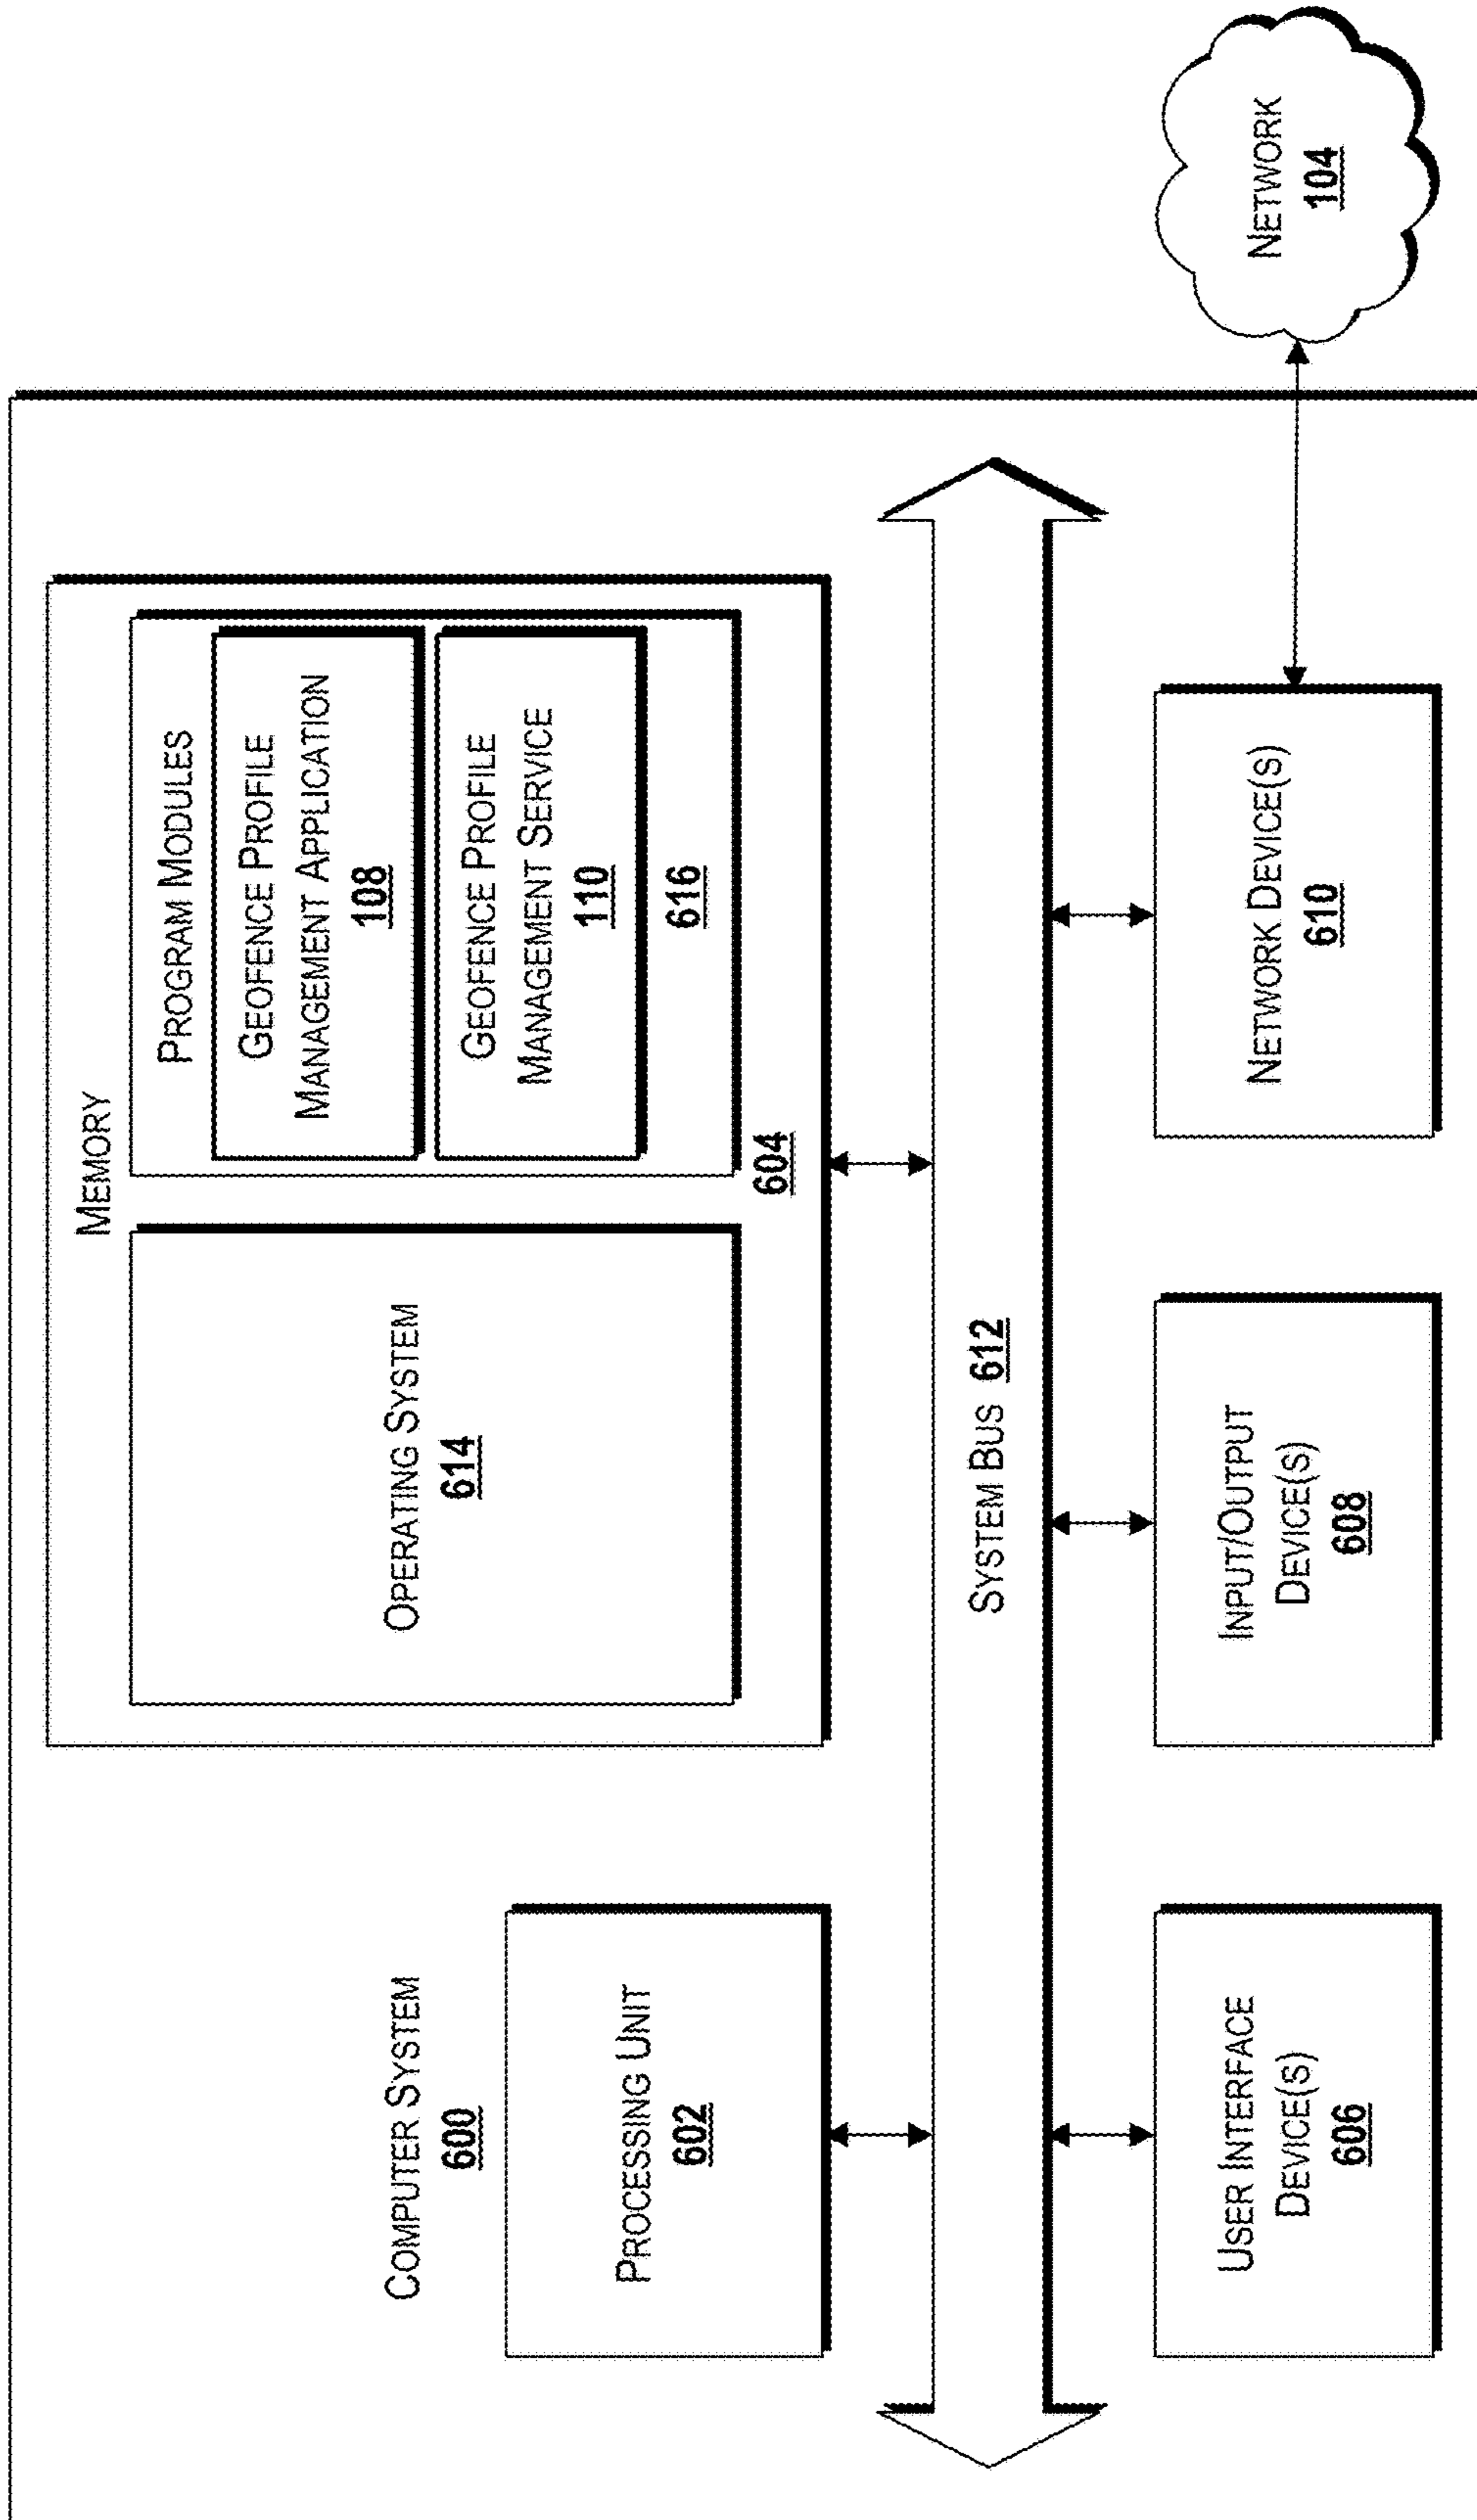 COMPUTER SYSTEM
600
PROCESSING UNIT
602
MEMORY
OPERATING SYSTEM
614
PROGRAM MODULES
GEOFENCE PROFILE
MANAGEMENT APPLICATION
108
GEOFENCE PROFILE
MANAGEMENT SERVICE
110
616
604
SYSTEM BUS 612
USER INTERFACE
DEVICE(S)
606
INPUT/OUTPUT
DEVICE(S)
608
NETWORK DEVICE(S)
610
NETWORK
104